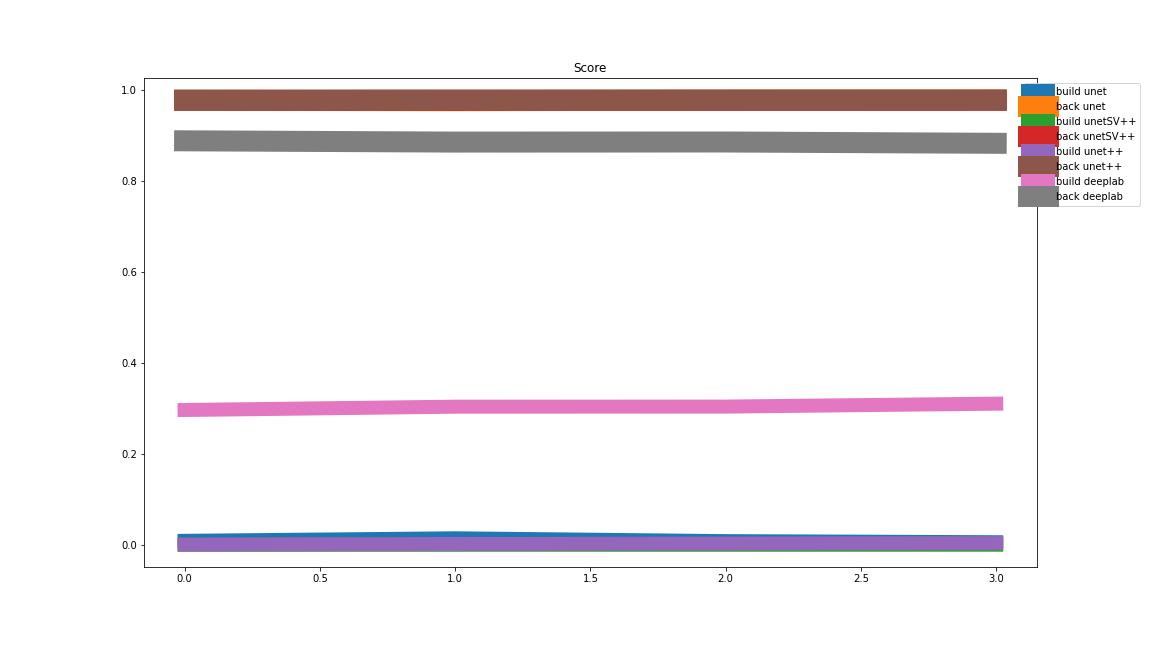 Score
1.0
0.8
0.6
0.4
0.2
0.0
0.0
0.5
1.0
1.5
2.0
2.5
3.0
build unet
back unet
build unetSV++
back unetSV++
build unet++
back unet++
build deeplab
back deeplab